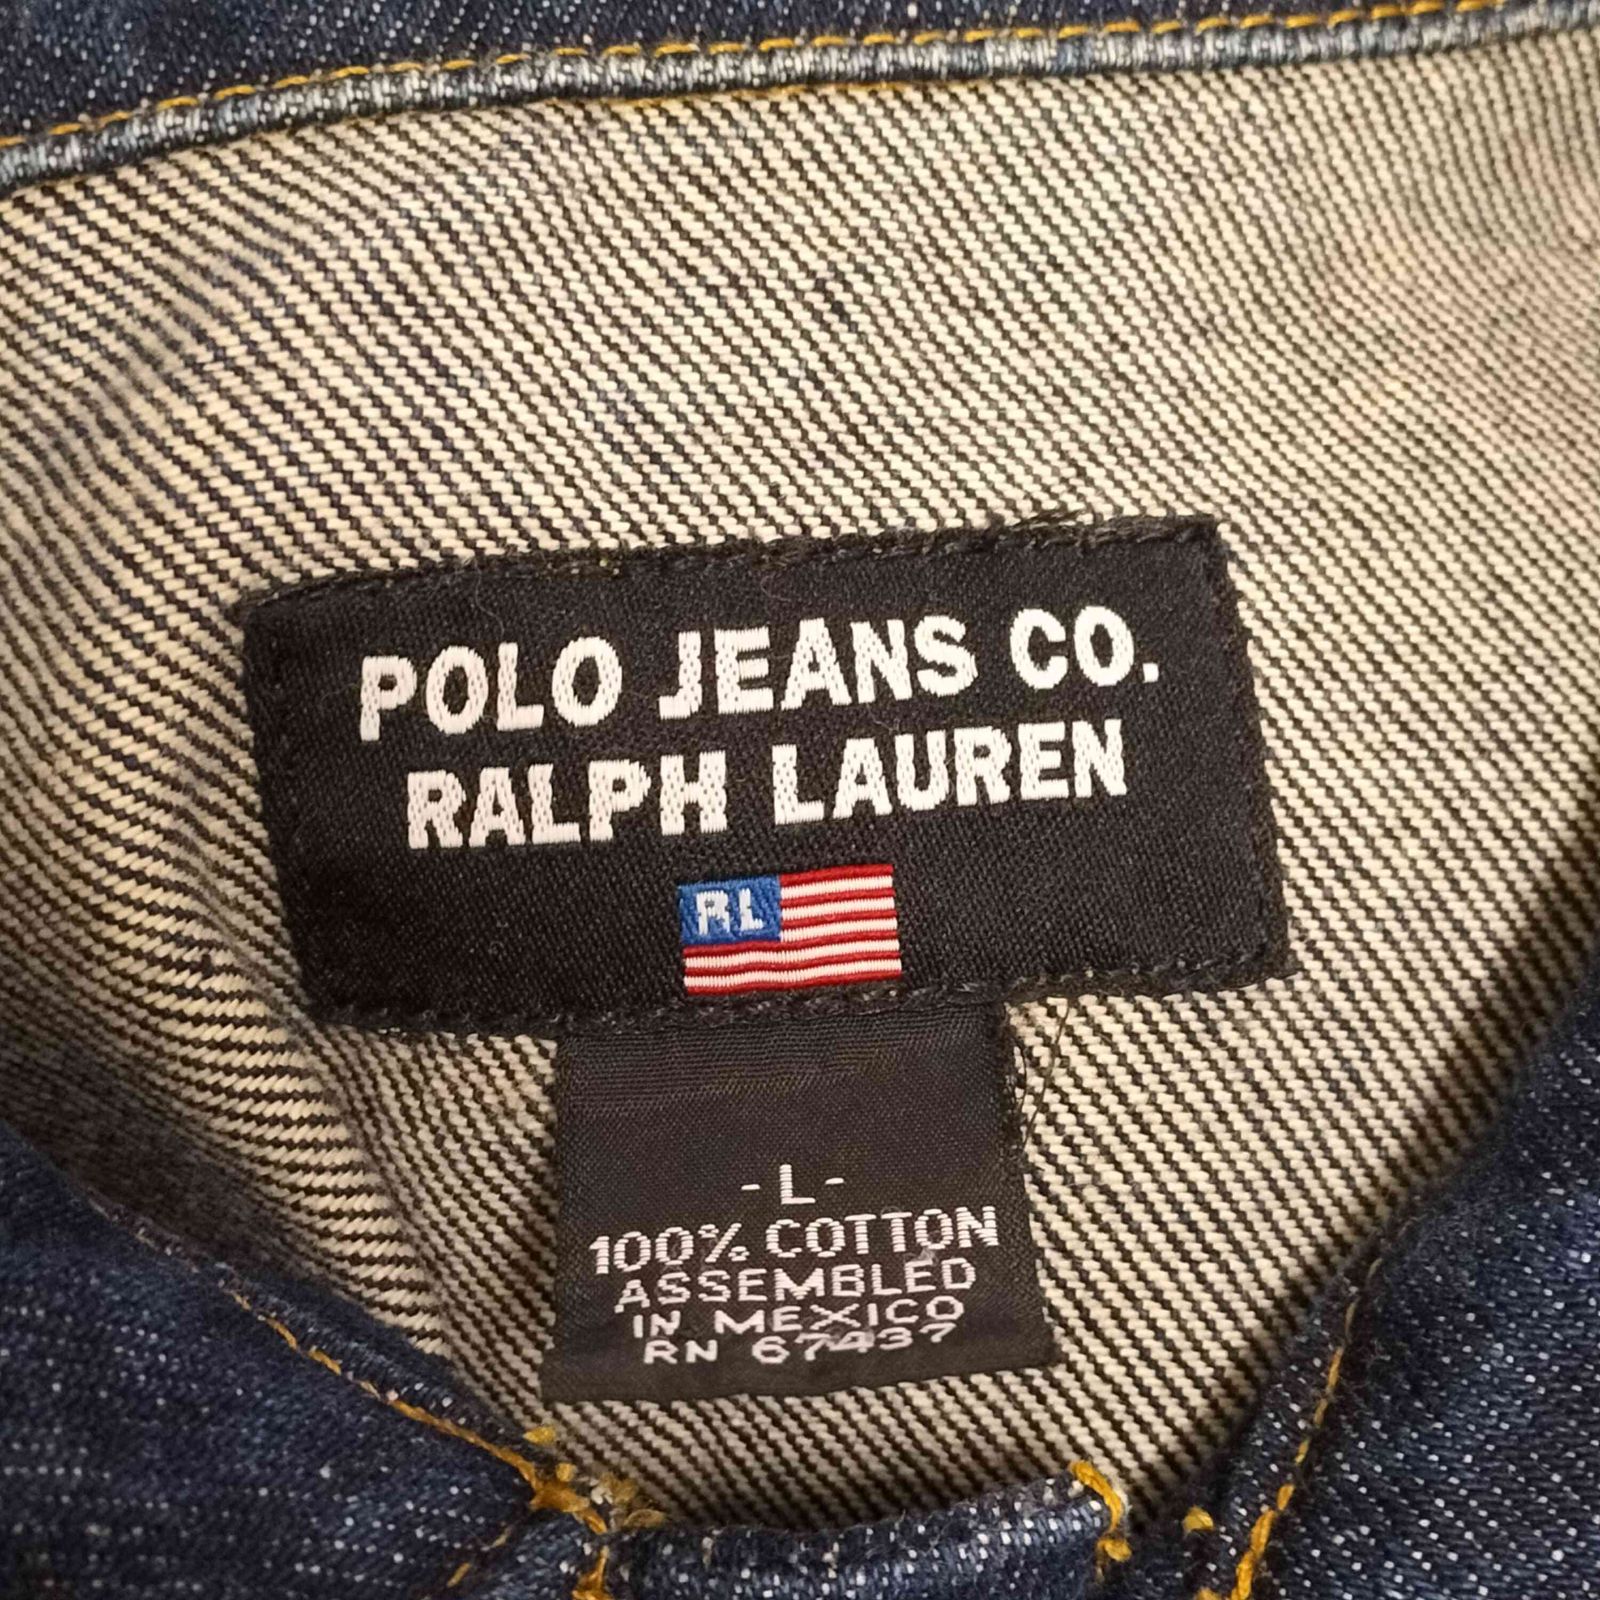 POLO JEANS CO.
RALPH LAUREN
RL
-L-
100% COTTON
ASSEMBLED
IN MEXICO
RN 67437